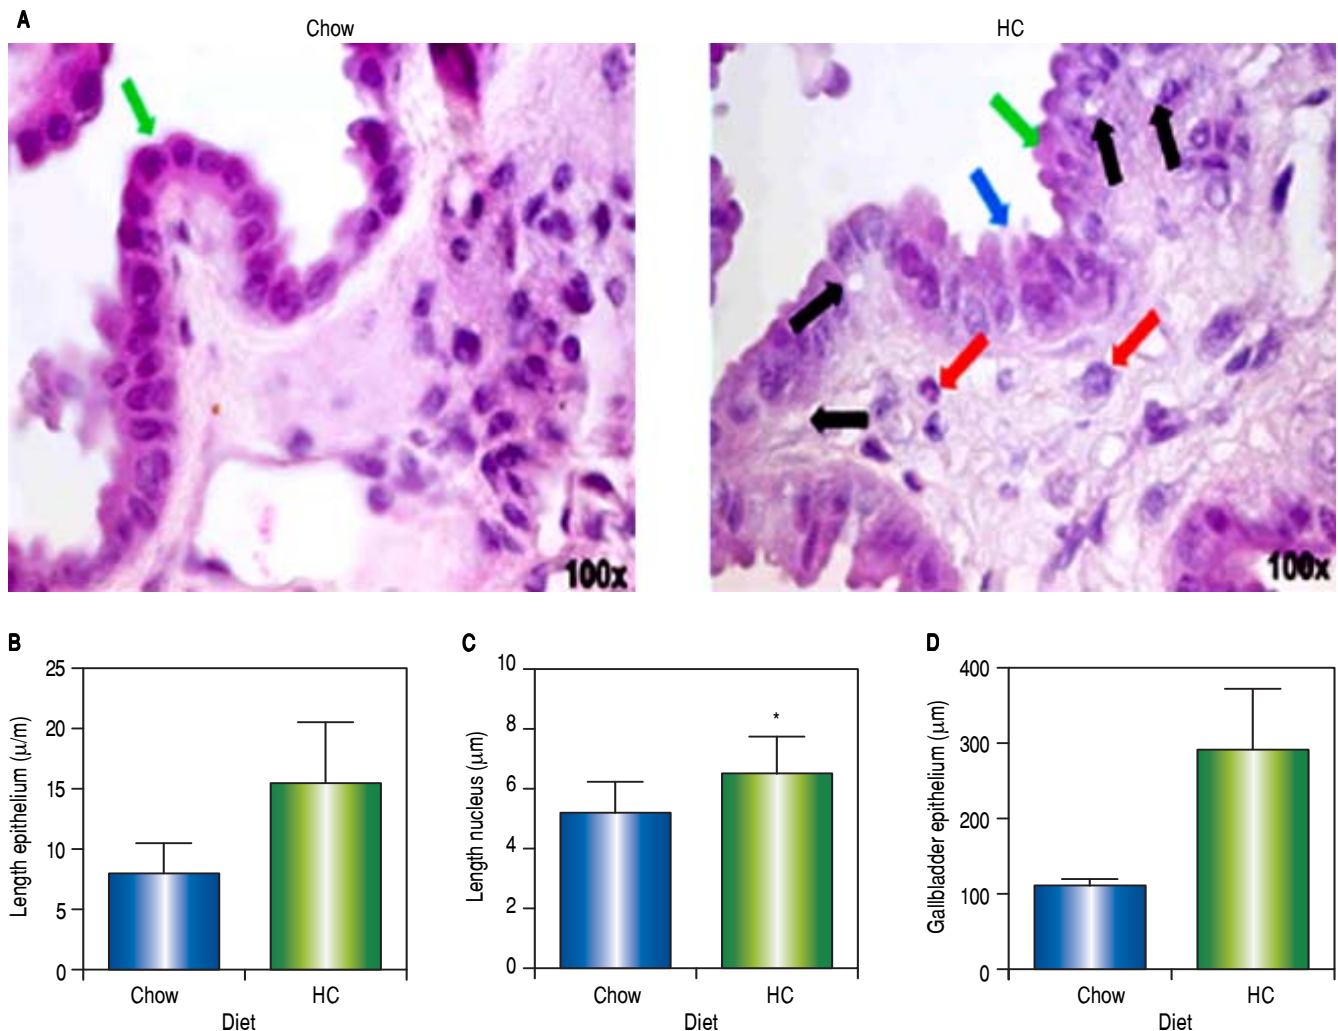 A
Chow
HC
100x
100x
B
25
20
15
10
5
0
Length epithelium (μ/m)
Chow
HC
Diet
C
10
8
6
4
2
0
Length nucleus (μm)
*
Chow
HC
Diet
D
400
300
200
100
0
Gallbladder epithelium (μm)
Chow
HC
Diet